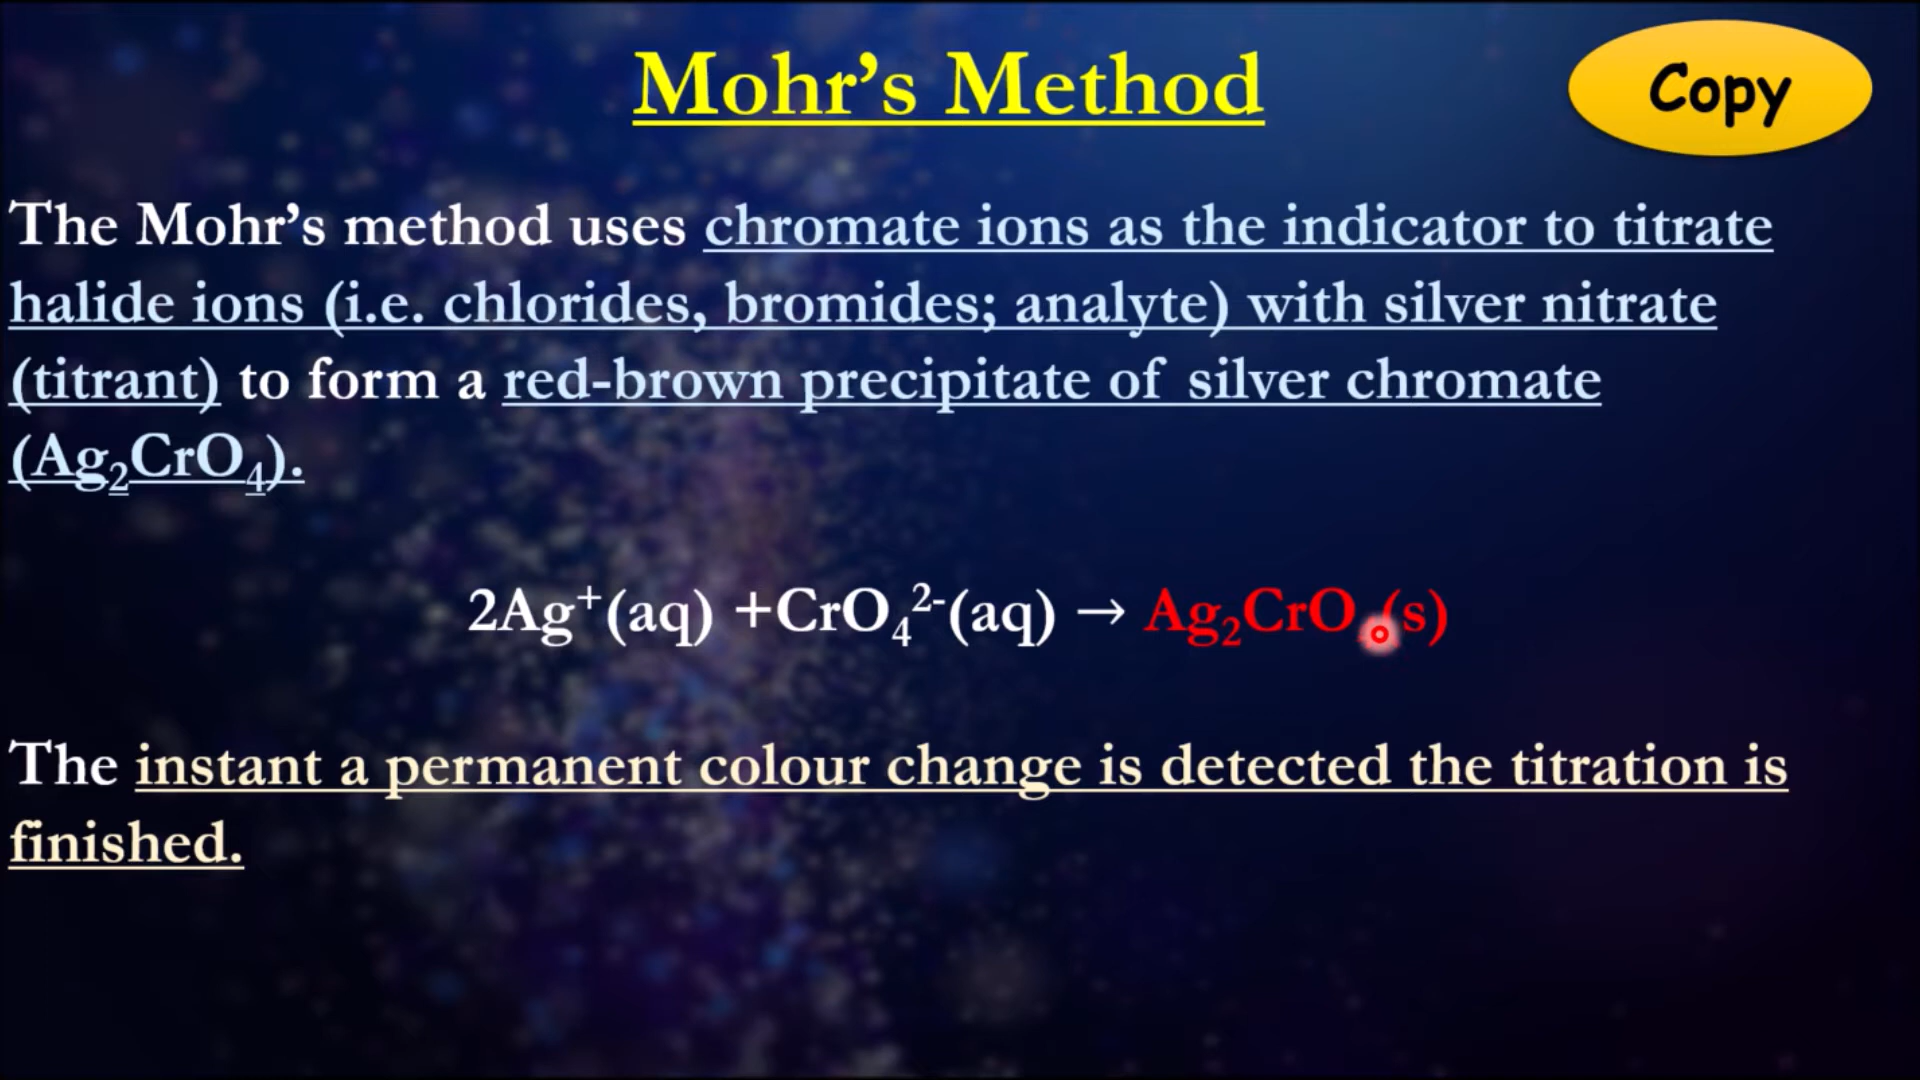 Mohr’s Method
Copy
The Mohr’s method uses chromate ions as the indicator to titrate
halide ions (i.e. chlorides, bromides; analyte) with silver nitrate
(titrant) to form a red-brown precipitate of silver chromate
(Ag₂CrO₄).
2Ag⁺(aq) +CrO₄²⁻(aq) → Ag₂CrO (s)
The instant a permanent colour change is detected the titration is
finished.